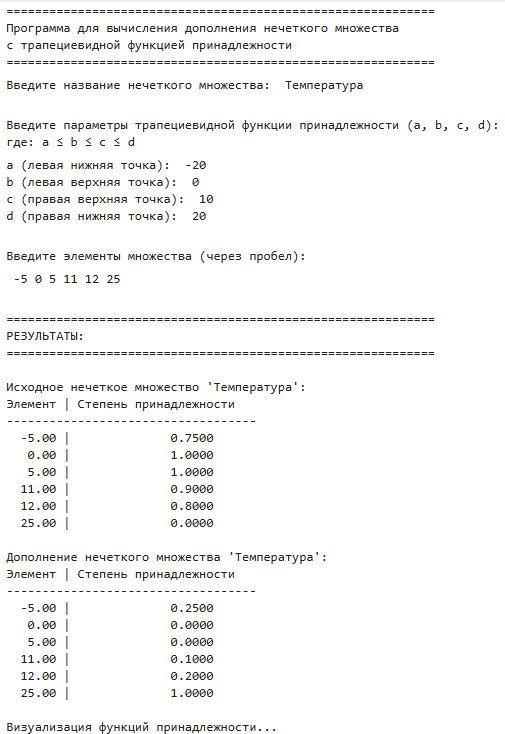 ============================================================
Программа для вычисления дополнения нечеткого множества
с трапециевидной функцией принадлежности
============================================================
Введите название нечеткого множества:  Температура
Введите параметры трапециевидной функции принадлежности (a, b, c, d):
где: a ≤ b ≤ c ≤ d
a (левая нижняя точка):  -20
b (левая верхняя точка):  0
c (правая верхняя точка):  10
d (правая нижняя точка):  20
Введите элементы множества (через пробел):
-5 0 5 11 12 25
============================================================
РЕЗУЛЬТАТЫ:
============================================================
Исходное нечеткое множество 'Температура':
Элемент | Степень принадлежности
-----------------------------------
-5.00 | 0.7500
0.00 | 1.0000
5.00 | 1.0000
11.00 | 0.9000
12.00 | 0.8000
25.00 | 0.0000
Дополнение нечеткого множества 'Температура':
Элемент | Степень принадлежности
-----------------------------------
-5.00 | 0.2500
0.00 | 0.0000
5.00 | 0.0000
11.00 | 0.1000
12.00 | 0.2000
25.00 | 1.0000
Визуализация функций принадлежности...